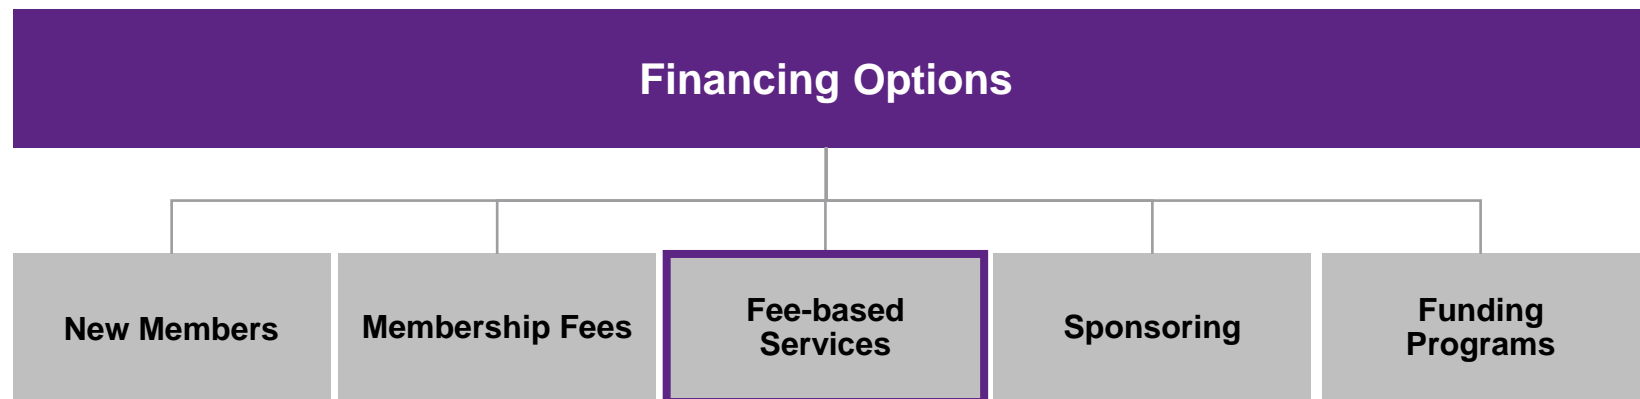 Financing Options
New Members
Membership Fees
Fee-based
Services
Sponsoring
Funding
Programs